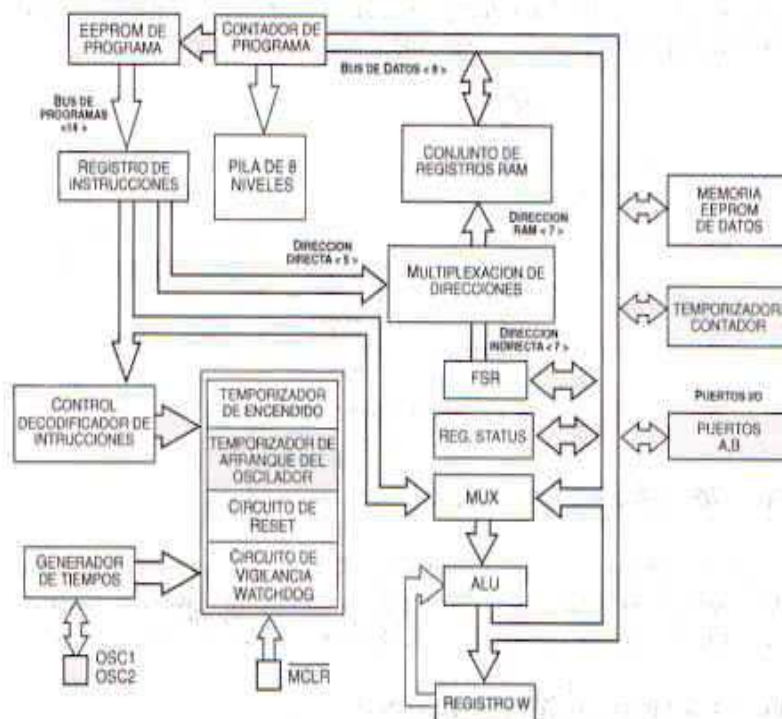 EEPROM DE
PROGRAMA
CONTADOR DE
PROGRAMA
BUS DE DATOS < 8 >
BUS DE
PROGRAMAS
<14>
REGISTRO DE
INSTRUCCIONES
PILA DE 8
NIVELES
CONJUNTO DE
REGISTROS RAM
MEMORIA
EEPROM
DE DATOS
DIRECCION
RAM < 7 >
DIRECCION
DIRECTA < 5 >
MULTIPLEXACION DE
DIRECCIONES
TEMPORIZADOR/
CONTADOR
DIRECCION
INDIRECTA < 7 >
FSR
PUERTOS I/O
PUERTOS
A,B
CONTROL
DECODIFICADOR DE
INTRUCCIONES
TEMPORIZADOR
DE ENCENDIDO
TEMPORIZADOR DE
ARRANQUE DEL
OSCILADOR
CIRCUITO DE
RESET
CIRCUITO DE
VIGILANCIA
WATCHDOG
REG. STATUS
MUX
GENERADOR
DE TIEMPOS
ALU
OSC1
OSC2
MCLR
REGISTRO W